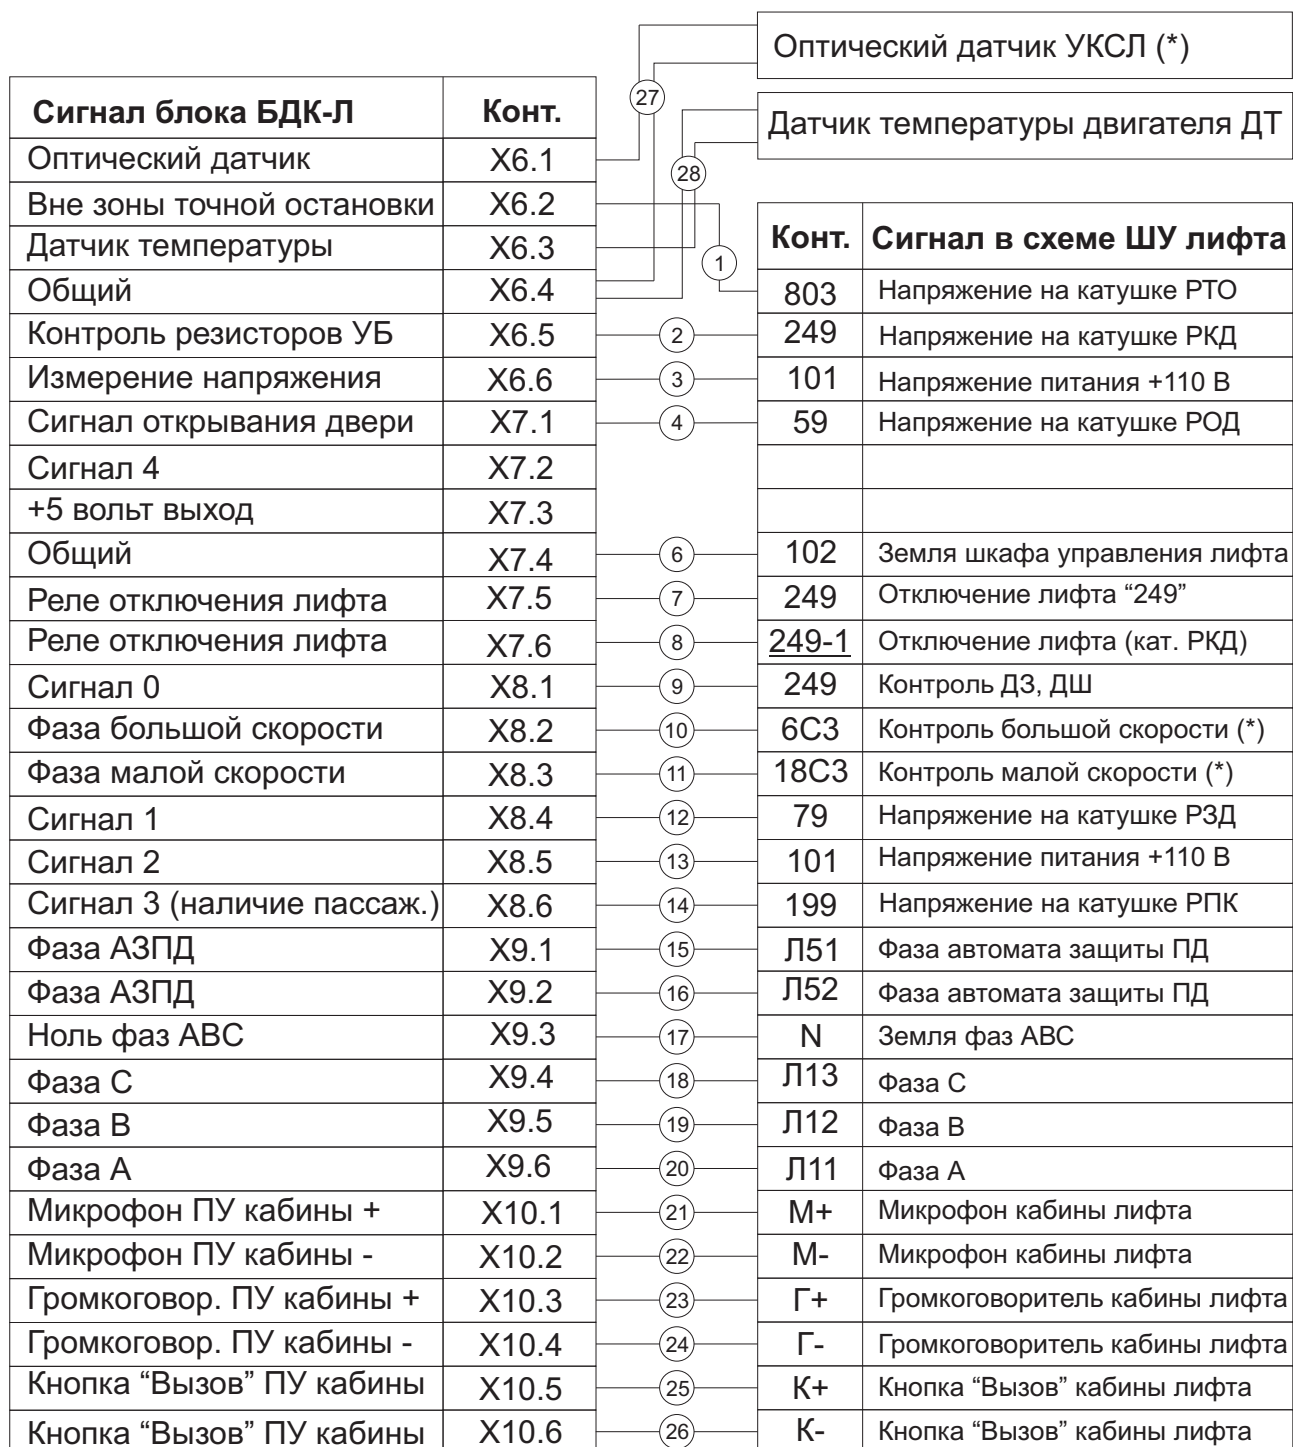 Оптический датчик УКСЛ (*)
27
Сигнал блока БДК-Л Конт.
Датчик температуры двигателя ДТ
Оптический датчик X6.1
28
Вне зоны точной остановки X6.2
Конт. Сигнал в схеме ШУ лифта
Датчик температуры X6.3
1
Общий X6.4 803 Напряжение на катушке РТО
Контроль резисторов УБ X6.5 2 249 Напряжение на катушке РКД
Измерение напряжения X6.6 3 101 Напряжение питания +110 В
Сигнал открывания двери X7.1 4 59 Напряжение на катушке РОД
Сигнал 4 X7.2
+5 вольт выход X7.3
Общий X7.4 6 102 Земля шкафа управления лифта
Реле отключения лифта X7.5 7 249 Отключение лифта “249”
Реле отключения лифта X7.6 8 249-1 Отключение лифта (кат. РКД)
Сигнал 0 X8.1 9 249 Контроль ДЗ, ДШ
Фаза большой скорости X8.2 10 6С3 Контроль большой скорости (*)
Фаза малой скорости X8.3 11 18С3 Контроль малой скорости (*)
Сигнал 1 X8.4 12 79 Напряжение на катушке РЗД
Сигнал 2 X8.5 13 101 Напряжение питания +110 В
Сигнал 3 (наличие пассаж.) X8.6 14 199 Напряжение на катушке РПК
Фаза АЗПД X9.1 15 Л51 Фаза автомата защиты ПД
Фаза АЗПД X9.2 16 Л52 Фаза автомата защиты ПД
Ноль фаз АВС X9.3 17 N Земля фаз АВС
Фаза С X9.4 18 Л13 Фаза С
Фаза В X9.5 19 Л12 Фаза В
Фаза А X9.6 20 Л11 Фаза А
Микрофон ПУ кабины + X10.1 21 М+ Микрофон кабины лифта
Микрофон ПУ кабины - X10.2 22 М- Микрофон кабины лифта
Громкоговор. ПУ кабины + X10.3 23 Г+ Громкоговоритель кабины лифта
Громкоговор. ПУ кабины - X10.4 24 Г- Громкоговоритель кабины лифта
Кнопка “Вызов” ПУ кабины X10.5 25 К+ Кнопка “Вызов” кабины лифта
Кнопка “Вызов” ПУ кабины X10.6 26 К- Кнопка “Вызов” кабины лифта